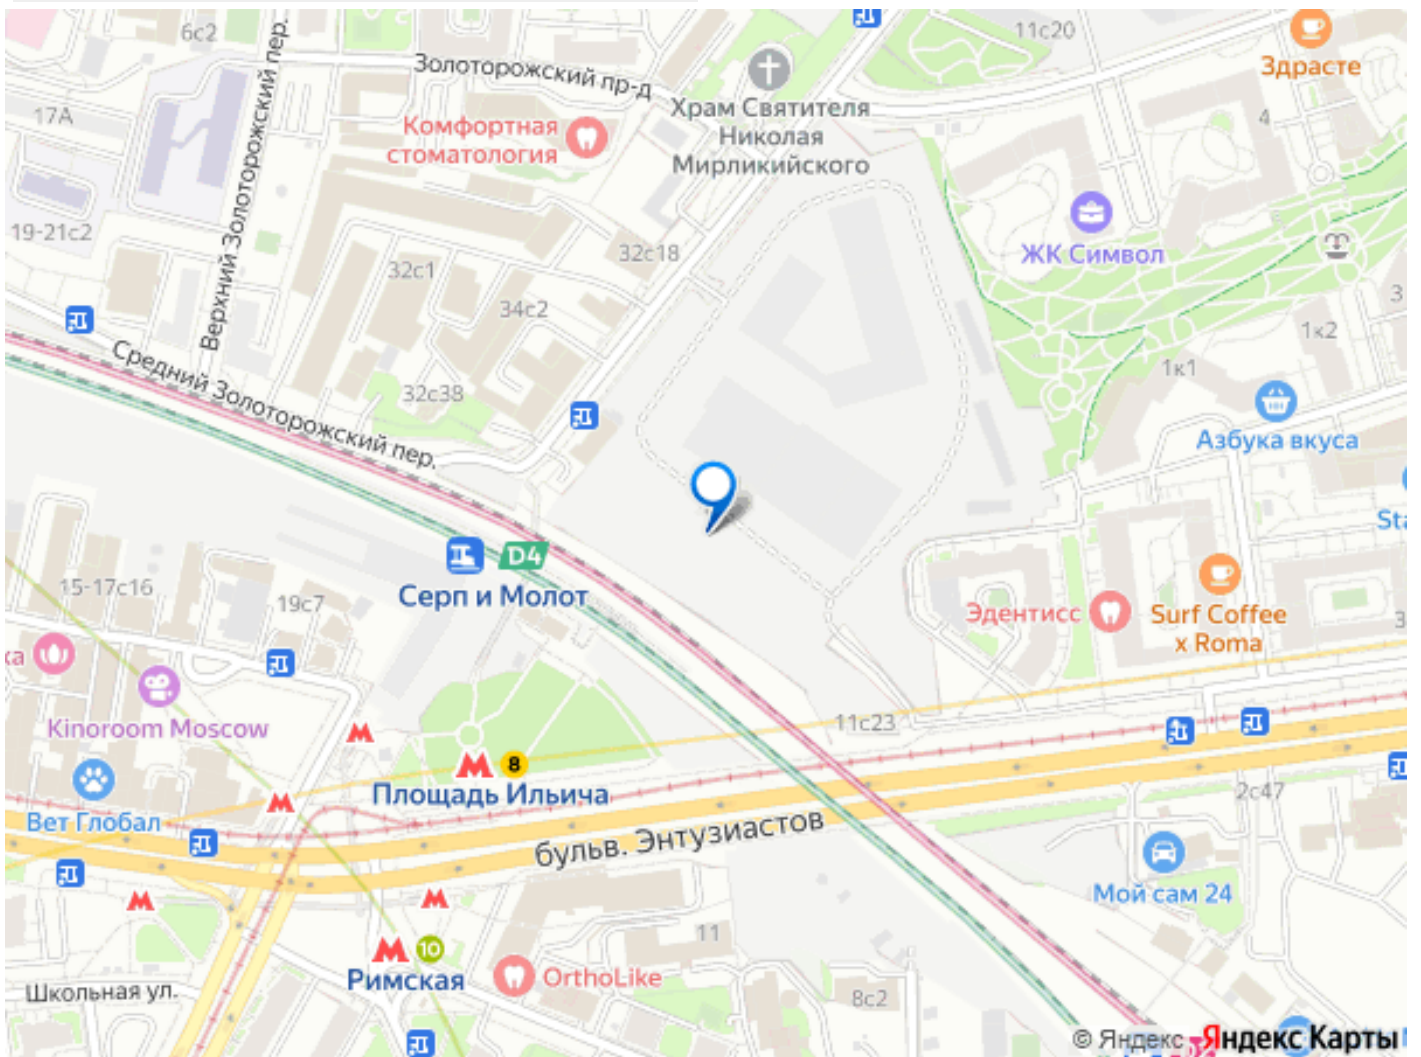 6с2
11с20
Здрасте
Золоторожский пр-д
17А
Храм Святителя
Николая
Мирликийского
4
Комфортная
стоматология
Верхний Золоторожский пер.
19-21с2
32с18
ЖК Символ
32с1
34с2
3
1к2
Средний Золоторожский пер.
32с38
1к1
Азбука вкуса
Sta
D4
Серп и Молот
15-17с16
19с7
Эдентисс
Surf Coffee
x Roma
3
ка
Kinoroom Moscow
11с23
8
Площадь Ильича
Вет Глобал
бульв. Энтузиастов
2с47
Мой сам 24
10
Римская
OrthoLike
11
Школьная ул.
8с2
© Яндекс
Яндекс Карты